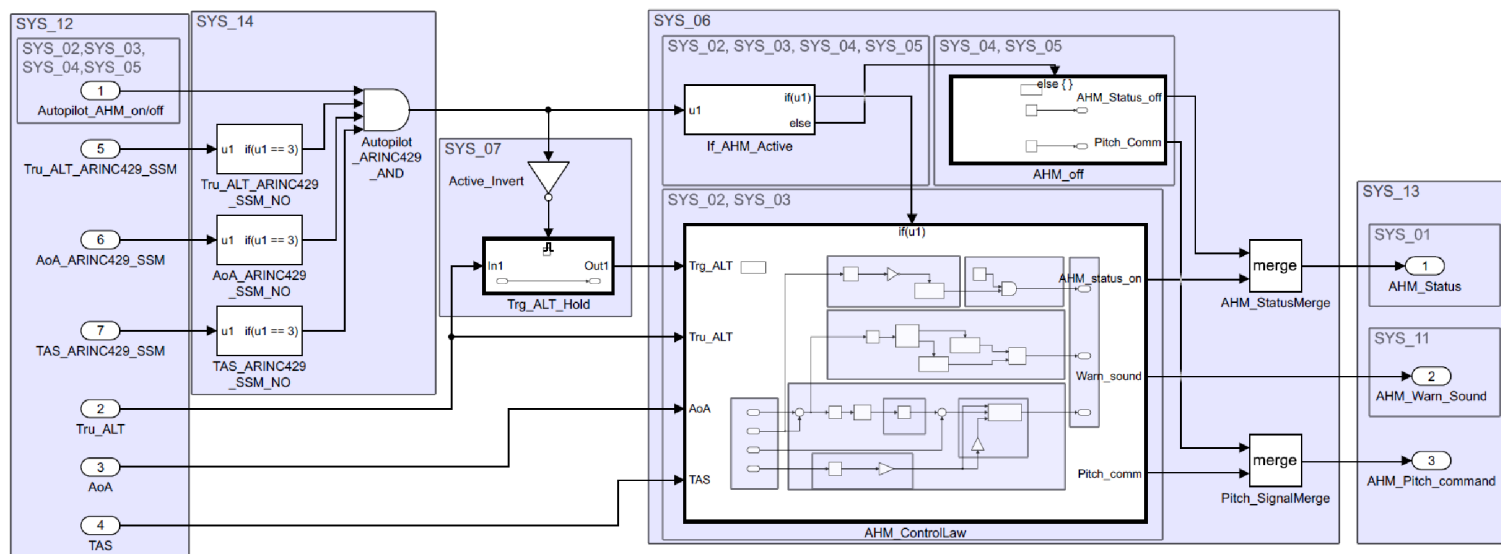 SYS_12
SYS_02,SYS_03,
SYS_04,SYS_05
1
Autopilot_AHM_on/off
5
Tru_ALT_ARINC429_SSM
6
AoA_ARINC429_SSM
7
TAS_ARINC429_SSM
2
Tru_ALT
3
AoA
4
TAS
SYS_14
u1 if(u1 == 3)
Tru_ALT_ARINC429
_SSM_NO
u1 if(u1 == 3)
AoA_ARINC429
_SSM_NO
u1 if(u1 == 3)
TAS_ARINC429
_SSM_NO
Autopilot
_ARINC429
_AND
SYS_07
Active_Invert
In1 Out1
Trg_ALT_Hold
SYS_06
SYS_02, SYS_03, SYS_04, SYS_05
u1
if(u1)
else
If_AHM_Active
SYS_04, SYS_05
else { }
AHM_Status_off
Pitch_Comm
AHM_off
SYS_02, SYS_03
if(u1)
Trg_ALT
Tru_ALT
AoA
TAS
AHM_status_on
Warn_sound
Pitch_comm
AHM_ControlLaw
merge
AHM_StatusMerge
merge
Pitch_SignalMerge
SYS_13
SYS_01
1
AHM_Status
SYS_11
2
AHM_Warn_Sound
3
AHM_Pitch_command